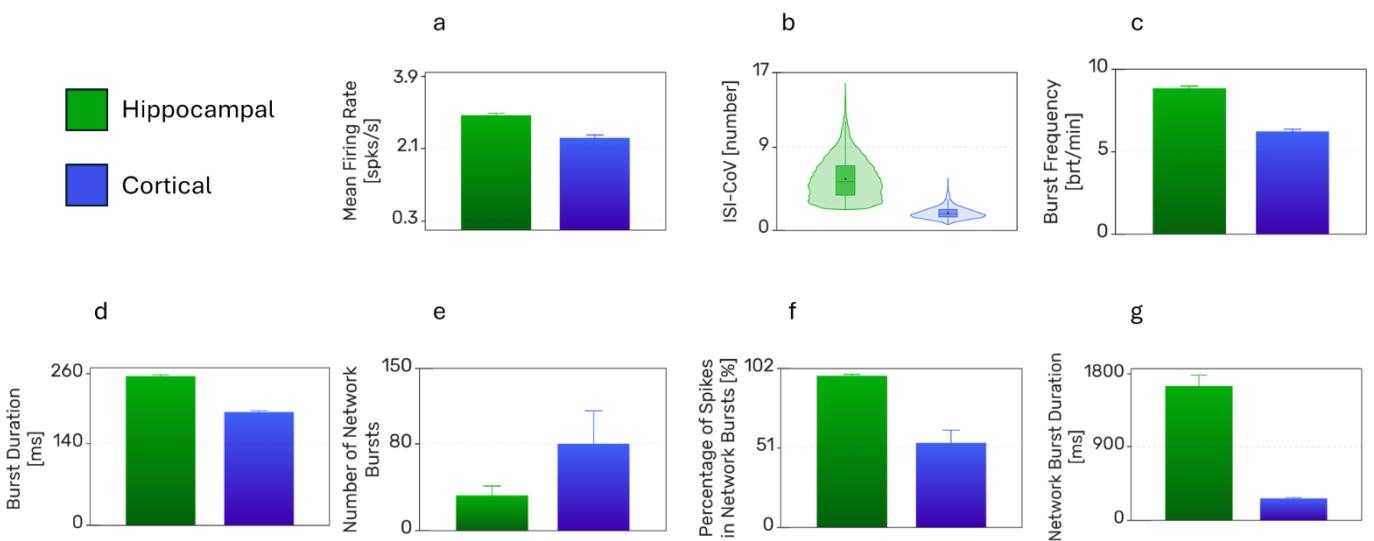 a
b
c
Hippocampal
Cortical
Mean Firing Rate
[spks/s]
3.9
2.1
0.3
ISI-CoV [number]
17
9
0
Burst Frequency
[brt/min]
10
5
0
d
e
f
g
Burst Duration
[ms]
260
140
0
Number of Network
Bursts
150
80
0
Percentage of Spikes
in Network Bursts [%]
102
51
0
Network Burst Duration
[ms]
1800
900
0